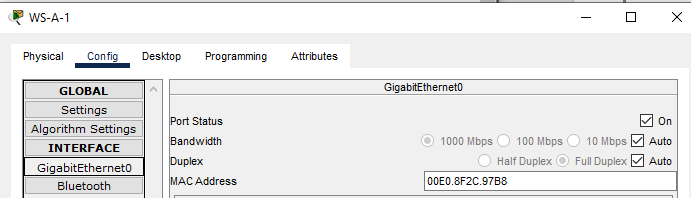 WS-A-1
Physical Config Desktop Programming Attributes
GLOBAL
Settings
Algorithm Settings
INTERFACE
GigabitEthernet0
Bluetooth
GigabitEthernet0
Port Status On
Bandwidth 1000 Mbps 100 Mbps 10 Mbps Auto
Duplex Half Duplex Full Duplex Auto
MAC Address 00E0.8F2C.97B8